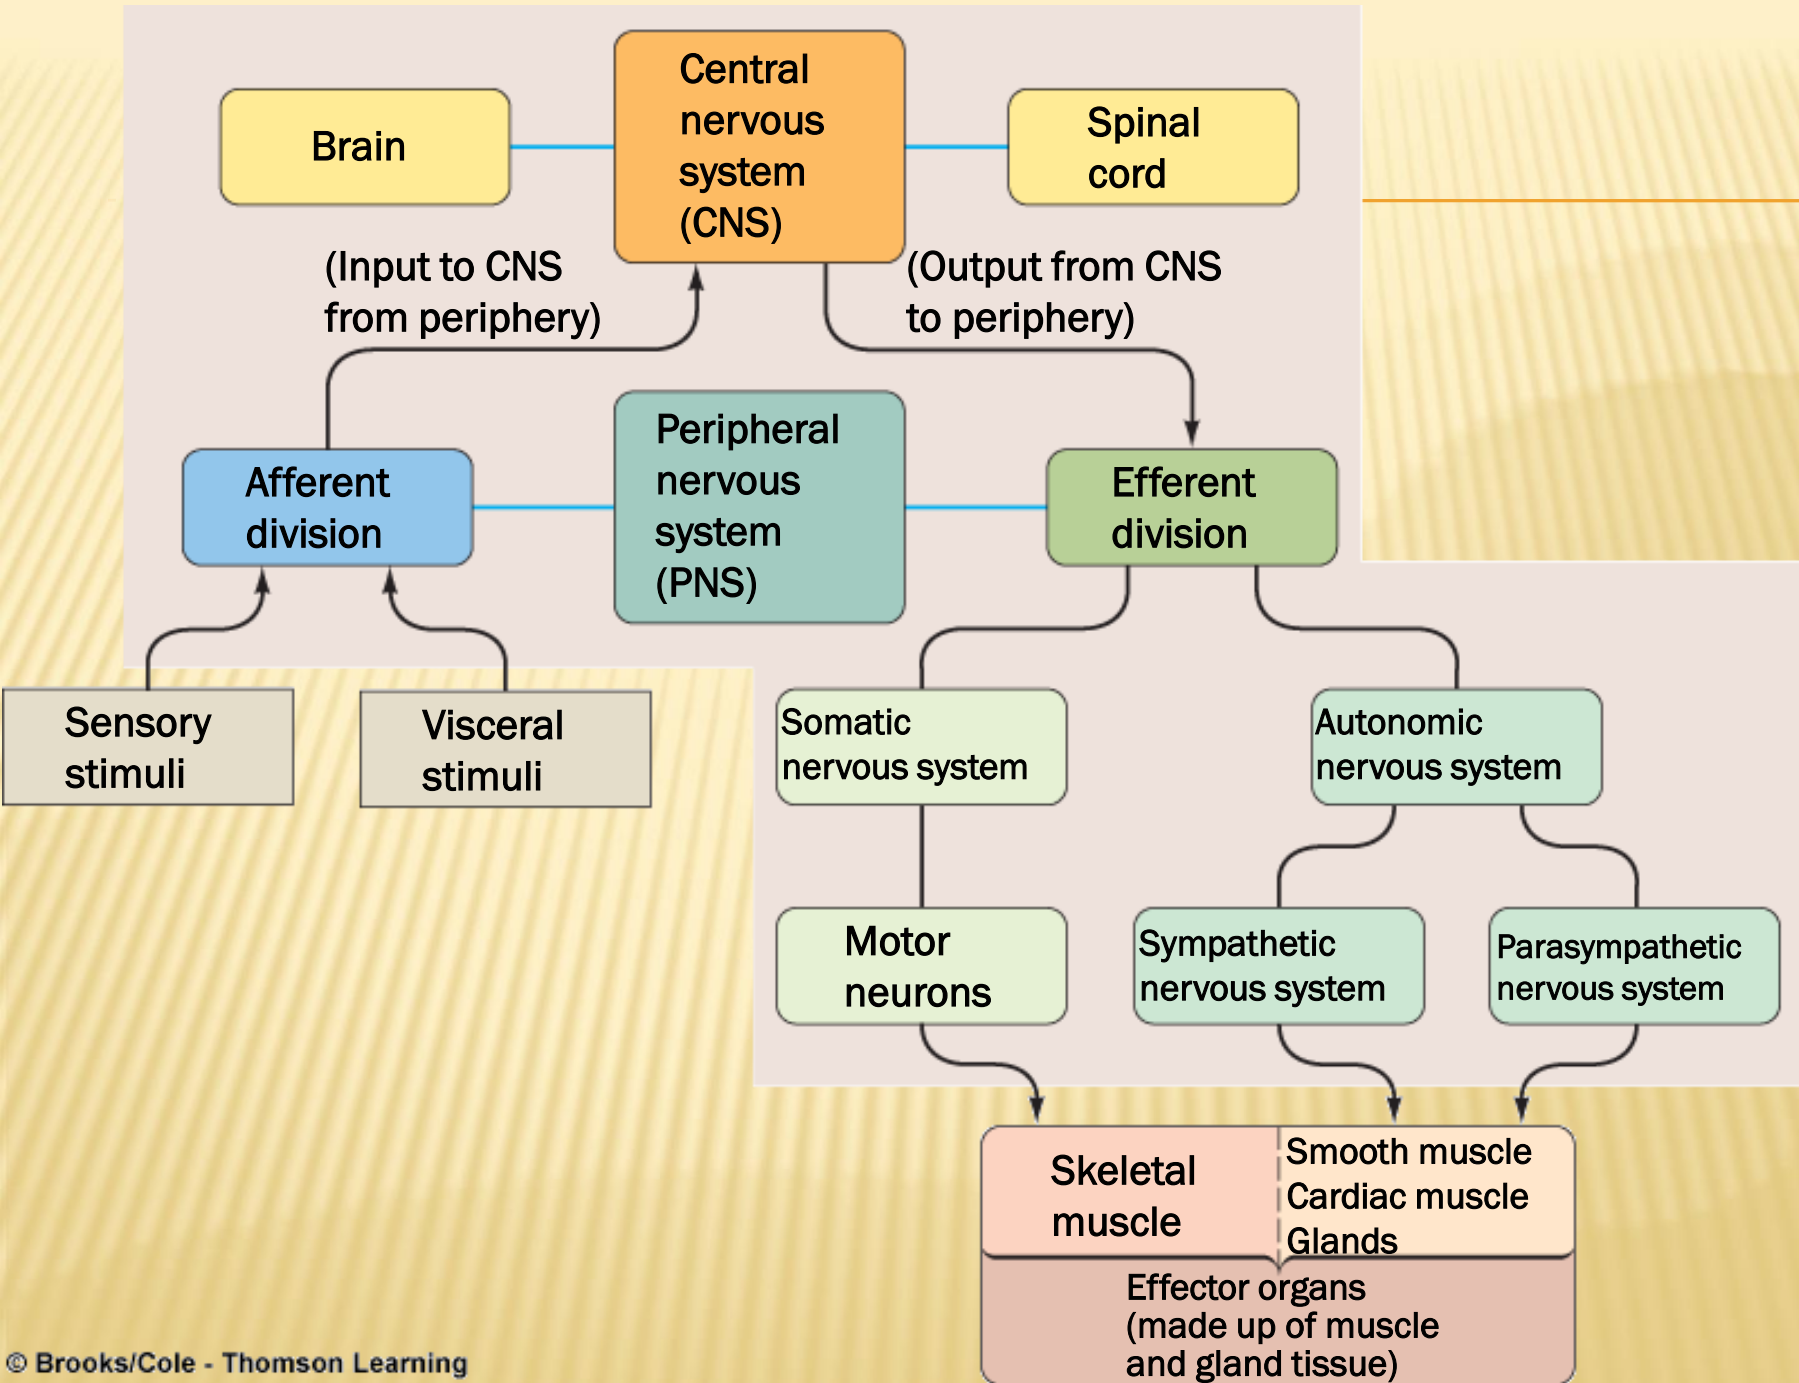 Central
nervous
system
(CNS)
Brain
Spinal
cord
(Input to CNS
from periphery)
(Output from CNS
to periphery)
Peripheral
nervous
system
(PNS)
Afferent
division
Efferent
division
Sensory
stimuli
Visceral
stimuli
Somatic
nervous system
Autonomic
nervous system
Motor
neurons
Sympathetic
nervous system
Parasympathetic
nervous system
Skeletal
muscle
Smooth muscle
Cardiac muscle
Glands
Effector organs
(made up of muscle
and gland tissue)
© Brooks/Cole - Thomson Learning